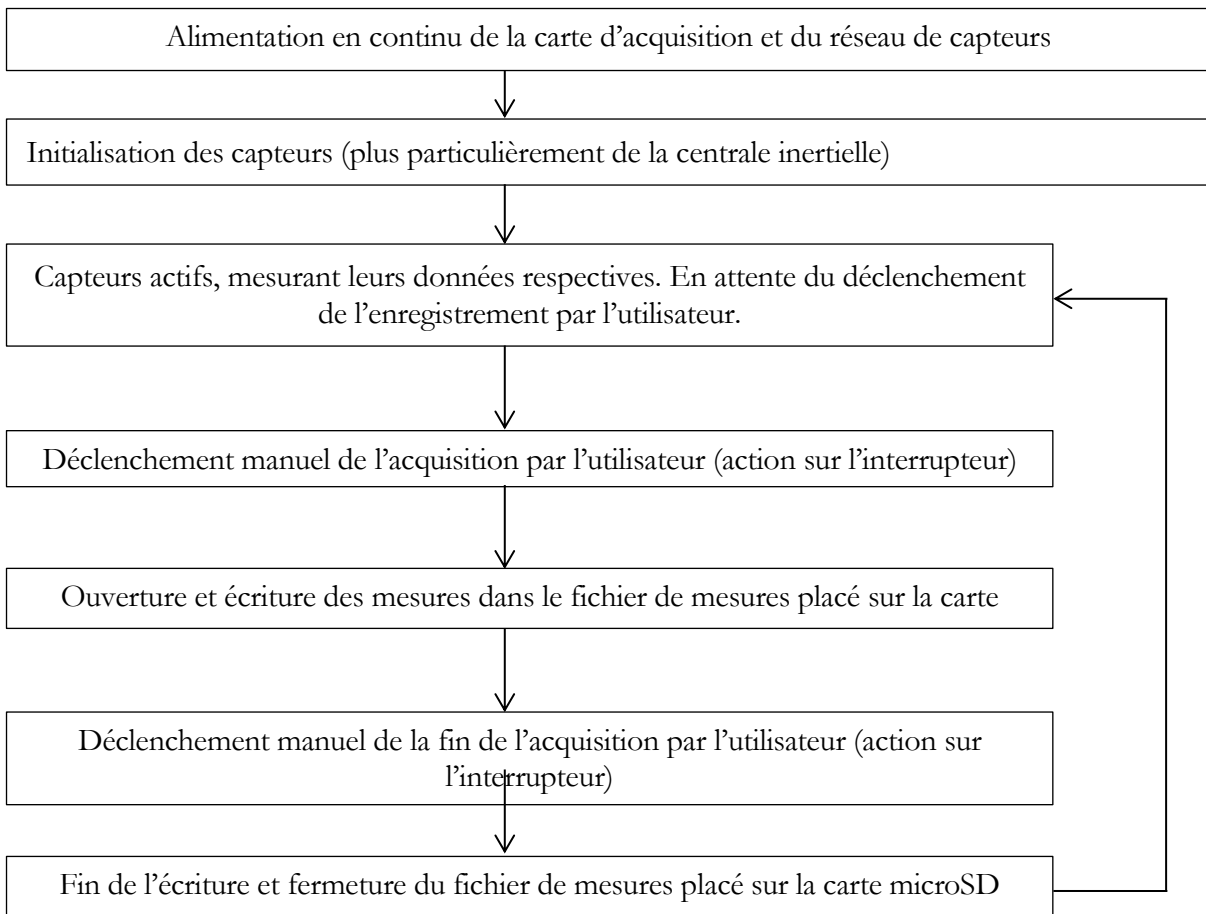 Alimentation en continu de la carte d’acquisition et du réseau de capteurs
Initialisation des capteurs (plus particulièrement de la centrale inertielle)
Capteurs actifs, mesurant leurs données respectives. En attente du déclenchement
de l’enregistrement par l’utilisateur.
Déclenchement manuel de l’acquisition par l’utilisateur (action sur l’interrupteur)
Ouverture et écriture des mesures dans le fichier de mesures placé sur la carte
Déclenchement manuel de la fin de l’acquisition par l’utilisateur (action sur
l’interrupteur)
Fin de l’écriture et fermeture du fichier de mesures placé sur la carte microSD